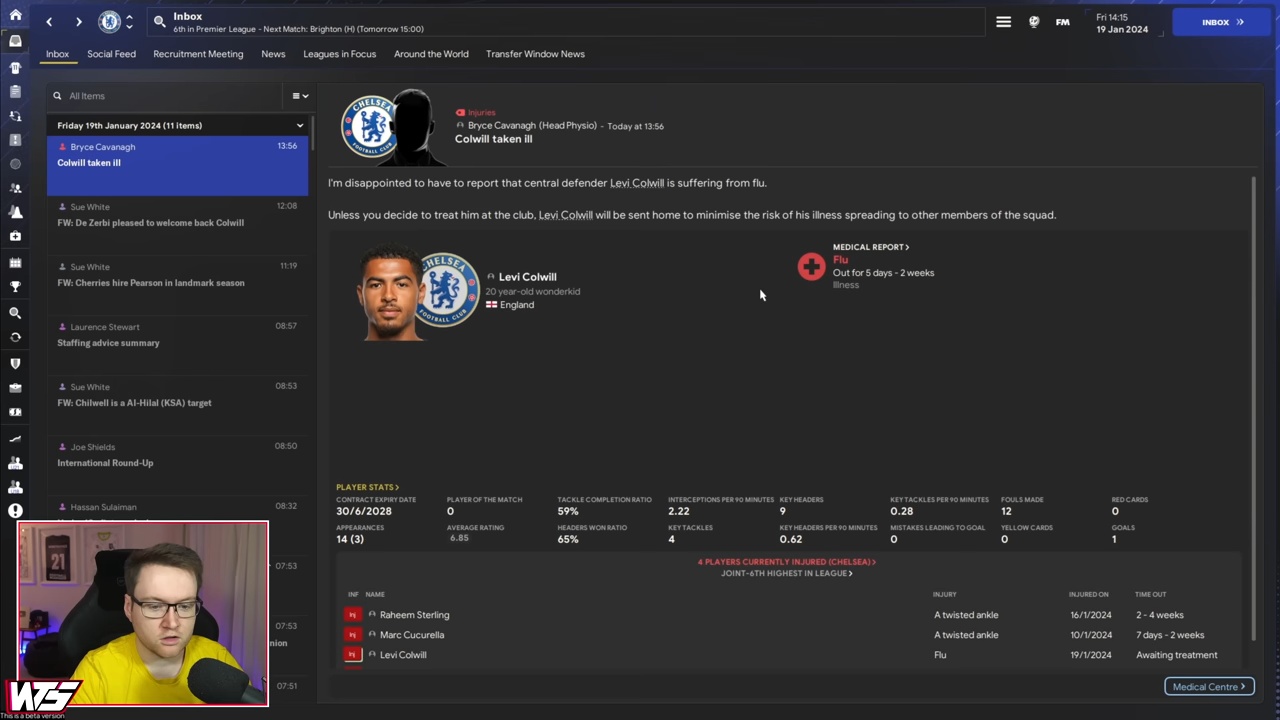 Inbox
6th in Premier League - Next Match: Brighton (H) (Tomorrow 15:00)
FM
Fri 14:15
19 Jan 2024
INBOX
Inbox
Social Feed
Recruitment Meeting
News
Leagues in Focus
Around the World
Transfer Window News
All Items
Friday 19th January 2024 (11 items)
Bryce Cavanagh 13:56
Colwill taken ill
Sue White 12:08
FW: De Zerbi pleased to welcome back Colwill
Sue White 11:19
FW: Cherries hire Pearson in landmark season
Laurence Stewart 08:57
Staffing advice summary
Sue White 08:53
FW: Chilwell is a Al-Hilal (KSA) target
Joe Shields 08:50
International Round-Up
Hassan Sulaiman 08:32
07:53
07:53
07:51
CHELSEA
FOOTBALL CLUB
Injuries
Bryce Cavanagh (Head Physio) - Today at 13:56
Colwill taken ill
I'm disappointed to have to report that central defender Levi Colwill is suffering from flu.
Unless you decide to treat him at the club, Levi Colwill will be sent home to minimise the risk of his illness spreading to other members of the squad.
Levi Colwill
20 year-old wonderkid
England
MEDICAL REPORT
Flu
Out for 5 days - 2 weeks
Illness
PLAYER STATS
CONTRACT EXPIRY DATE PLAYER OF THE MATCH TACKLE COMPLETION RATIO INTERCEPTIONS PER 90 MINUTES KEY HEADERS KEY TACKLES PER 90 MINUTES FOULS MADE RED CARDS
30/6/2028 0 59% 2.22 9 0.28 12 0
APPEARANCES AVERAGE RATING HEADERS WON RATIO KEY TACKLES KEY HEADERS PER 90 MINUTES MISTAKES LEADING TO GOAL YELLOW CARDS GOALS
14 (3) 6.85 65% 4 0.62 0 0 1
4 PLAYERS CURRENTLY INJURED (CHELSEA)
JOINT-6TH HIGHEST IN LEAGUE
INF NAME INJURY INJURED ON TIME OUT
Inj Raheem Sterling A twisted ankle 16/1/2024 2 - 4 weeks
Inj Marc Cucurella A twisted ankle 10/1/2024 7 days - 2 weeks
Inj Levi Colwill Flu 19/1/2024 Awaiting treatment
Medical Centre
21
WTS
This is a beta version